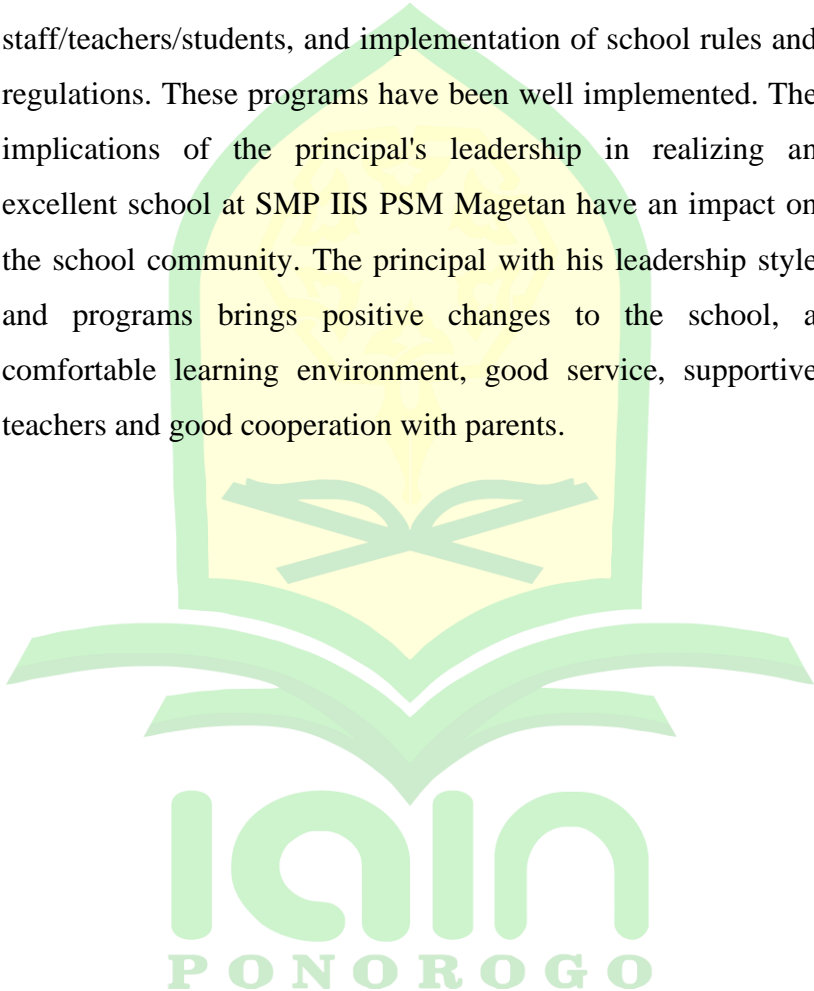 staff/teachers/students, and implementation of school rules and
regulations. These programs have been well implemented. The
implications of the principal's leadership in realizing an
excellent school at SMP IIS PSM Magetan have an impact on
the school community. The principal with his leadership style
and programs brings positive changes to the school, a
comfortable learning environment, good service, supportive
teachers and good cooperation with parents.
IAIN
PONOROGO